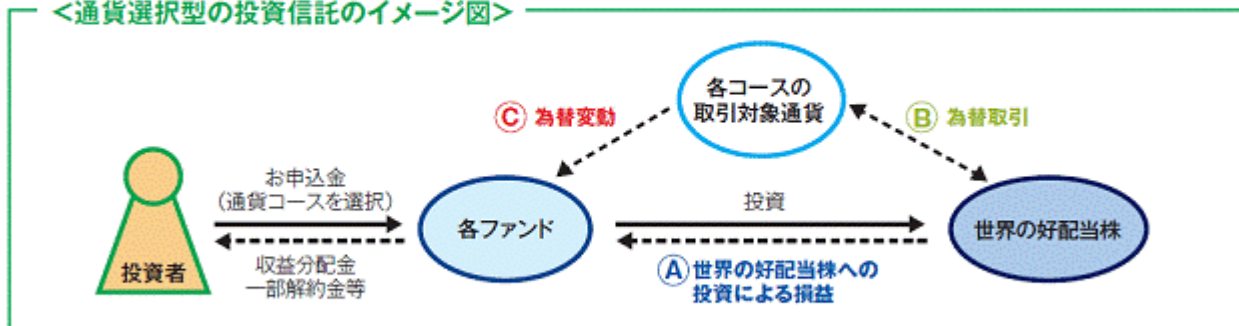 <通貨選択型の投資信託のイメージ図>
各コースの
取引対象通貨
Ⓒ 為替変動
Ⓑ 為替取引
お申込金
(通貨コースを選択)
投資
各ファンド
世界の好配当株
投資者
収益分配金
一部解約金等
Ⓐ 世界の好配当株への
投資による損益